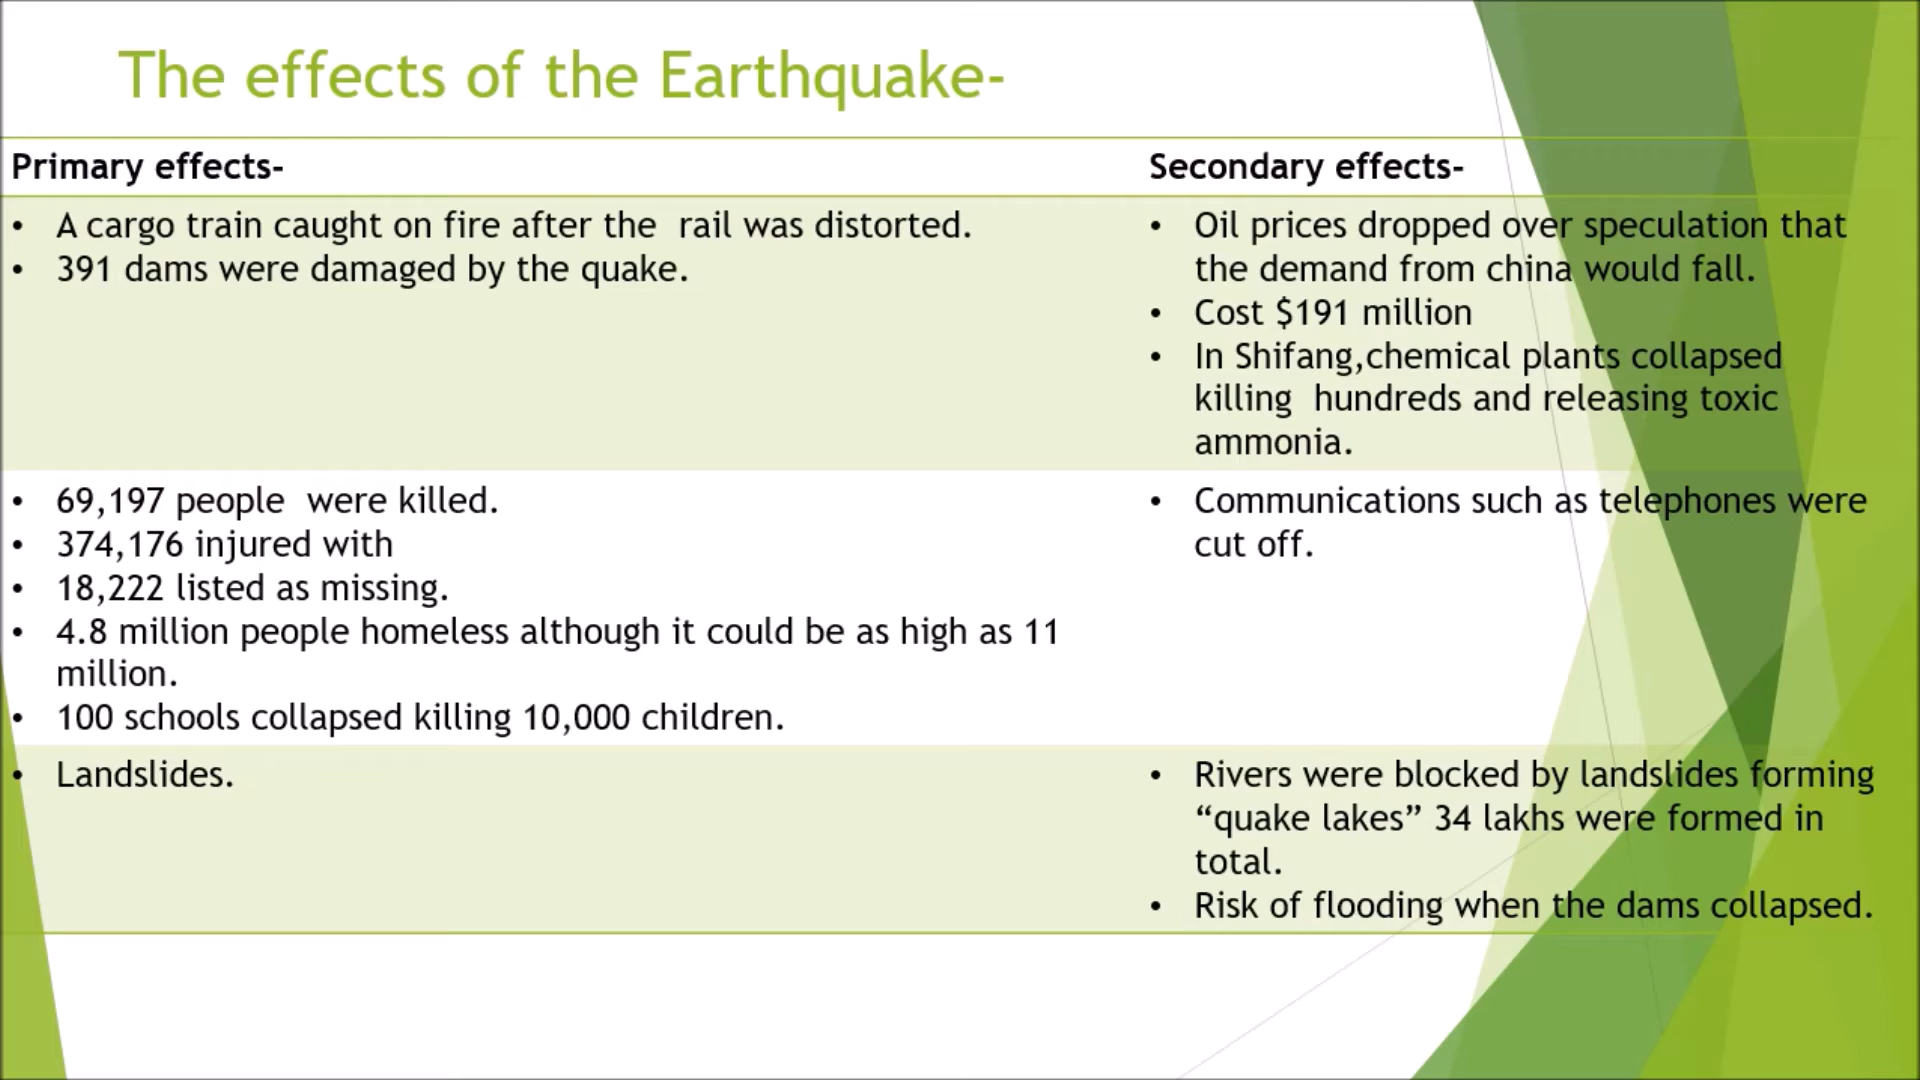 The effects of the Earthquake-
Primary effects-
Secondary effects-
• A cargo train caught on fire after the rail was distorted.
• 391 dams were damaged by the quake.
• Oil prices dropped over speculation that
the demand from china would fall.
• Cost $191 million
• In Shifang,chemical plants collapsed
killing hundreds and releasing toxic
ammonia.
• 69,197 people were killed.
• 374,176 injured with
• 18,222 listed as missing.
• 4.8 million people homeless although it could be as high as 11
million.
• 100 schools collapsed killing 10,000 children.
• Communications such as telephones were
cut off.
• Landslides.
• Rivers were blocked by landslides forming
“quake lakes” 34 lakhs were formed in
total.
• Risk of flooding when the dams collapsed.